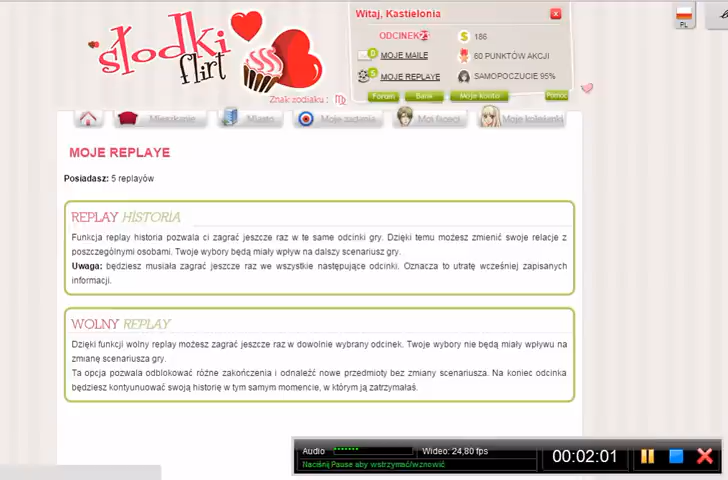 słodki
flirt
Znak zodiaku :
Witaj, Kastielonia
ODCINEK23
$ 186
0 MOJE MAILE
60 PUNKTÓW AKCJI
5 MOJE REPLAYE
SAMOPOCZUCIE 95%
Forum Bank Moje konto Pomoc
PL
Mieszkanie Miasto Moje zadania Moi faceci Moje koleżanki
MOJE REPLAYE
Posiadasz: 5 replayów
REPLAY HISTORIA
Funkcja replay historia pozwala ci zagrać jeszcze raz w te same odcinki gry. Dzięki temu możesz zmienić swoje relacje z
poszczególnymi osobami. Twoje wybory będą miały wpływ na dalszy scenariusz gry.
Uwaga: będziesz musiała zagrać jeszcze raz we wszystkie następujące odcinki. Oznacza to utratę wcześniej zapisanych
informacji.
WOLNY REPLAY
Dzięki funkcji wolny replay możesz zagrać jeszcze raz w dowolnie wybrany odcinek. Twoje wybory nie będą miały wpływu na
zmianę scenariusza gry.
Ta opcja pozwala odblokować różne zakończenia i odnaleźć nowe przedmioty bez zmiany scenariusza. Na koniec odcinka
będziesz kontyunuować swoją historię w tym samym momencie, w którym ją zatrzymałaś.
Audio
Wideo: 24,80 fps
Naciśnij Pause aby wstrzymać/wznowić
00:02:01